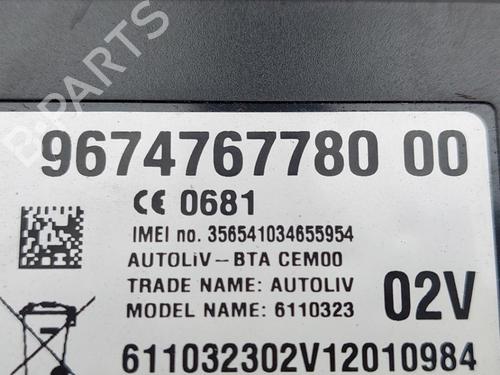 B-PARTS
9674767780 00
CE 0681
IMEI no. 356541034655954
AUTOLiV-BTA CEM00
TRADE NAME: AUTOLIV
MODEL NAME: 6110323
02V
611032302V12010984